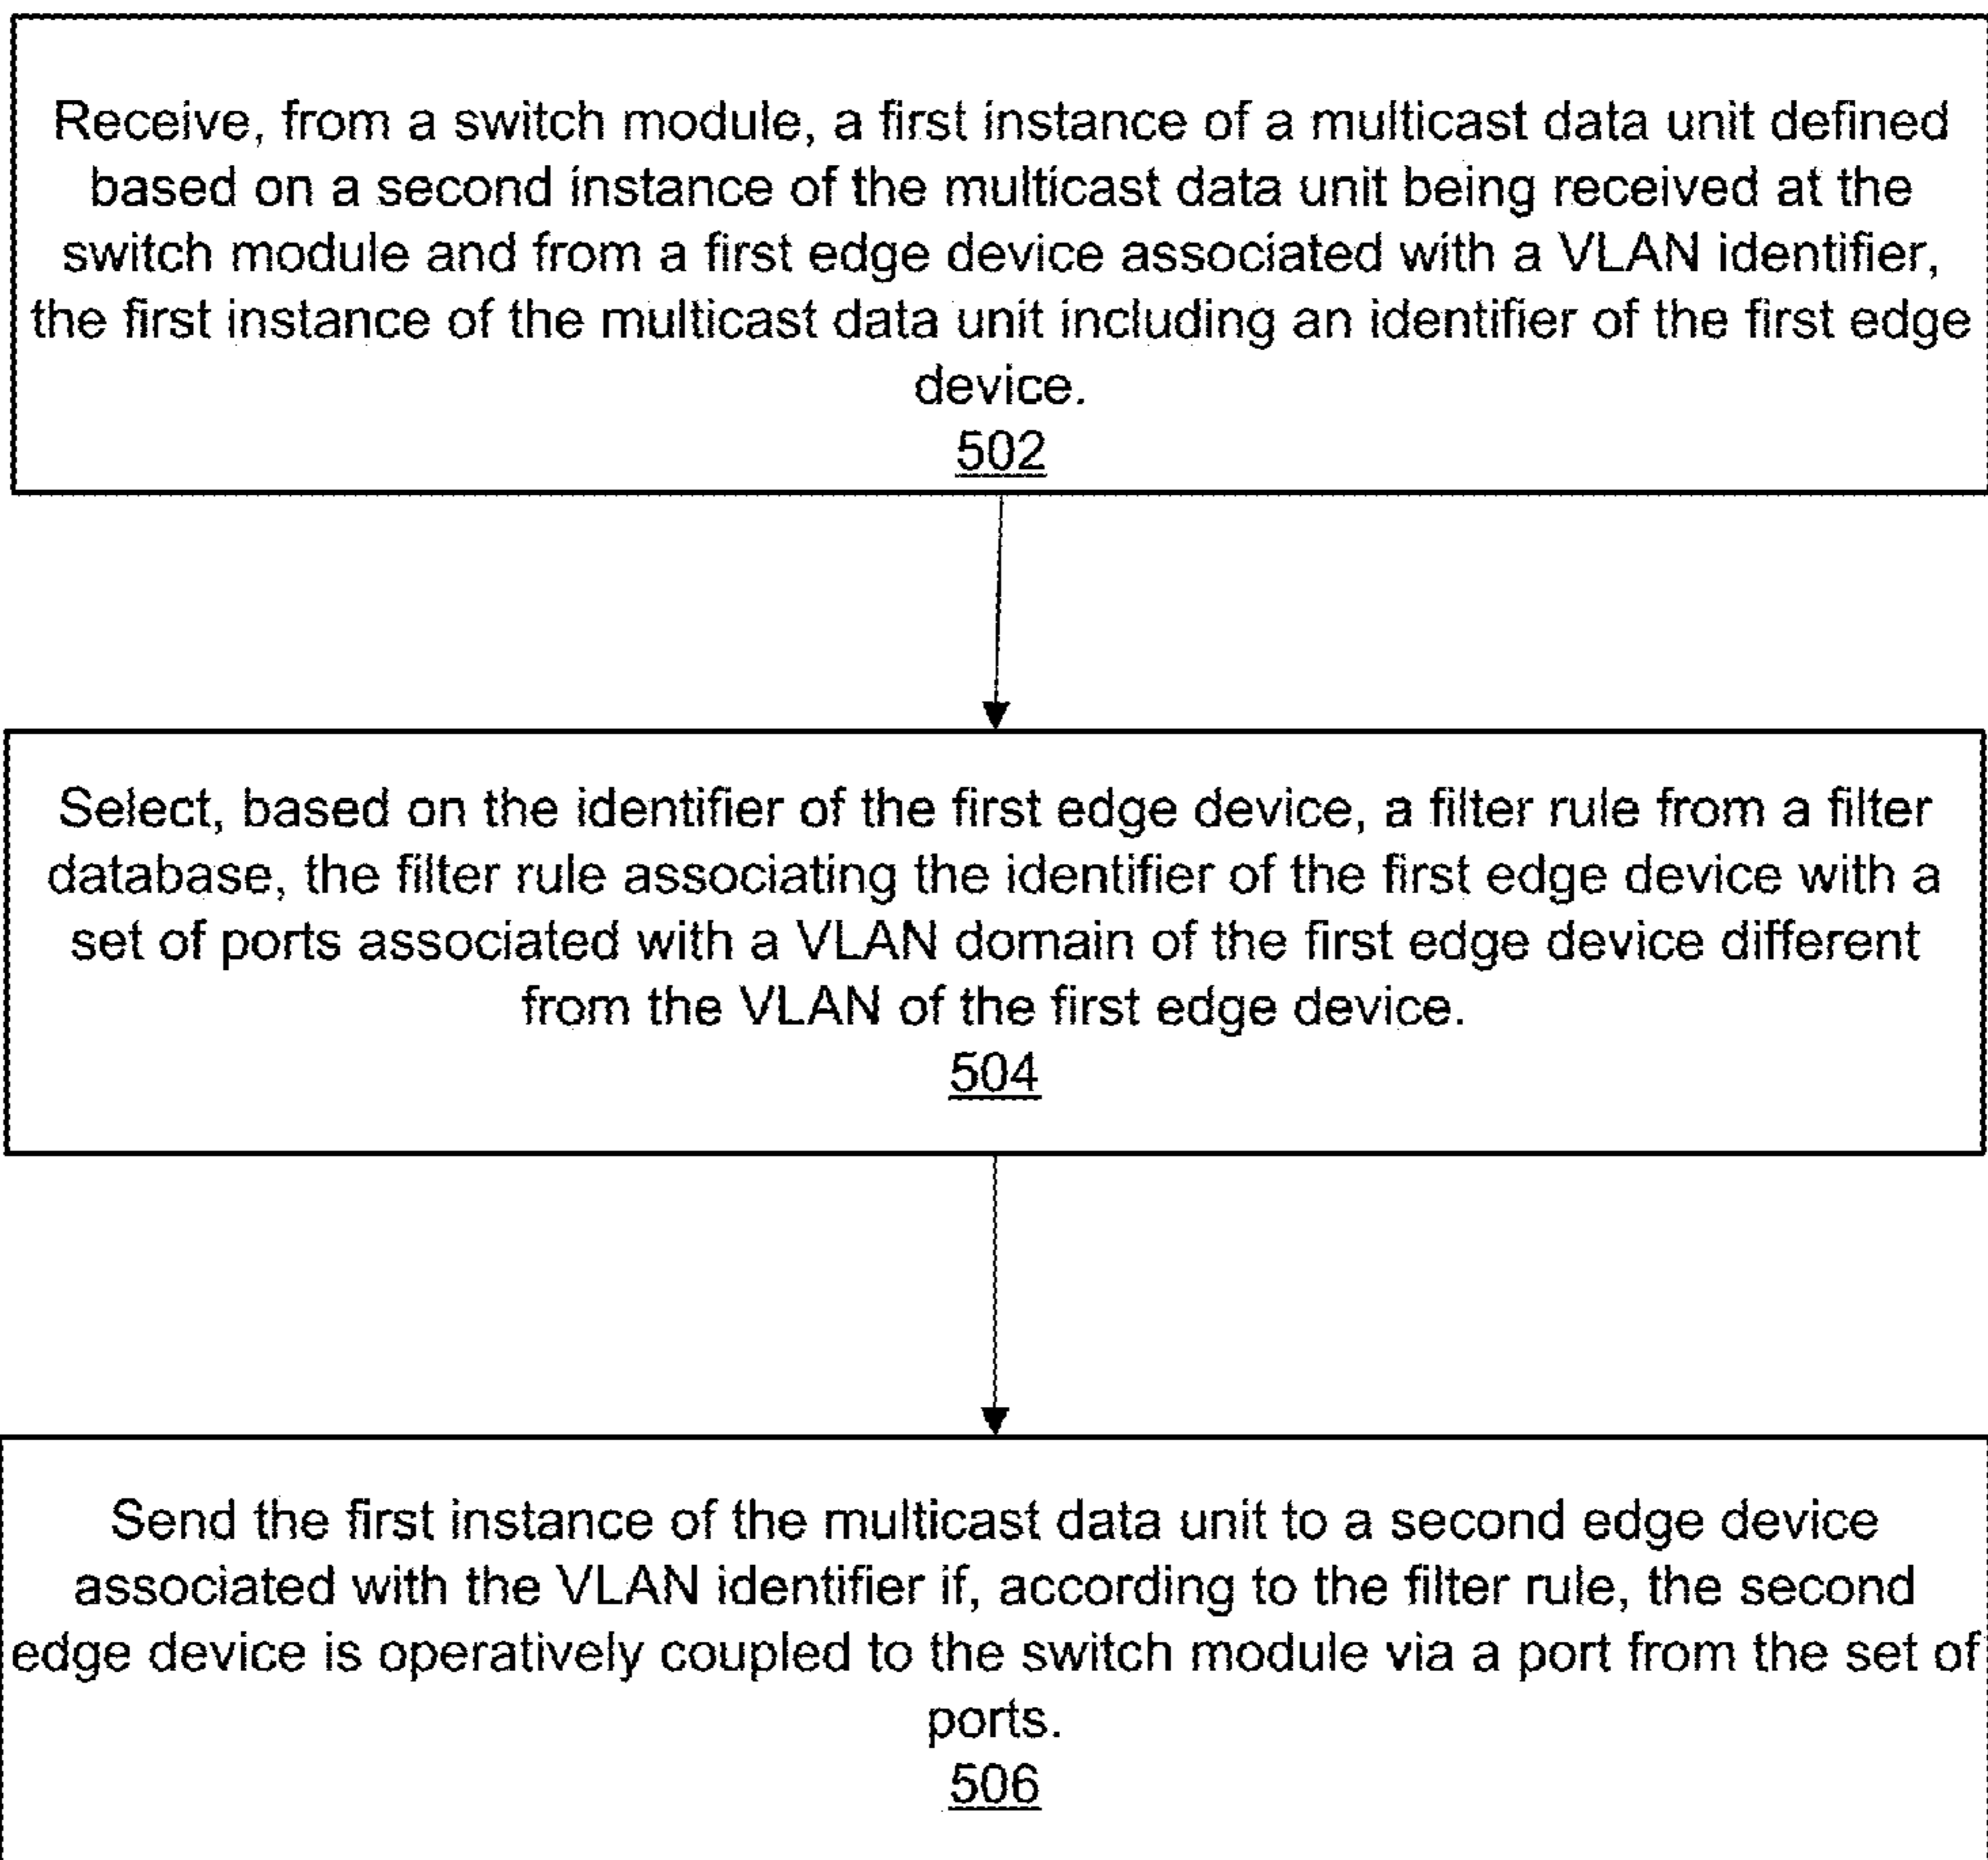 Receive, from a switch module, a first instance of a multicast data unit defined
based on a second instance of the multicast data unit being received at the
switch module and from a first edge device associated with a VLAN identifier,
the first instance of the multicast data unit including an identifier of the first edge
device.
502
Select, based on the identifier of the first edge device, a filter rule from a filter
database, the filter rule associating the identifier of the first edge device with a
set of ports associated with a VLAN domain of the first edge device different
from the VLAN of the first edge device.
504
Send the first instance of the multicast data unit to a second edge device
associated with the VLAN identifier if, according to the filter rule, the second
edge device is operatively coupled to the switch module via a port from the set of
ports.
506